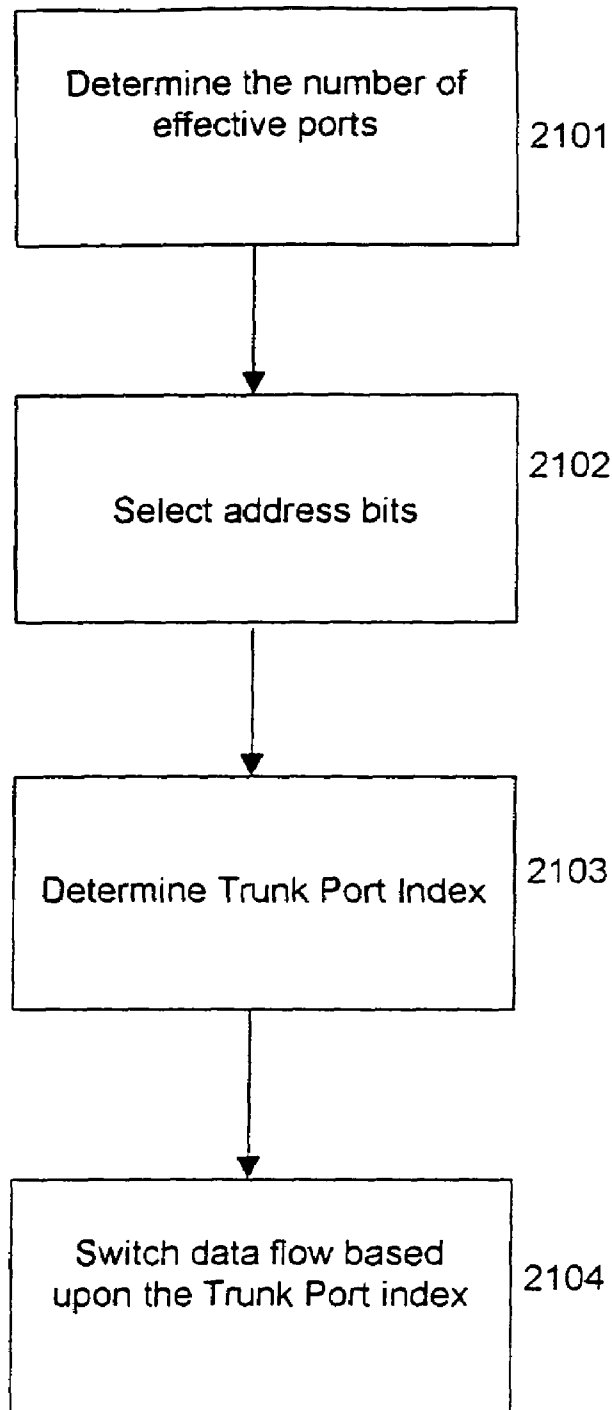 Determine the number of
effective ports
2101
2102
Select address bits
2103
Determine Trunk Port Index
Switch data flow based
upon the Trunk Port index
2104